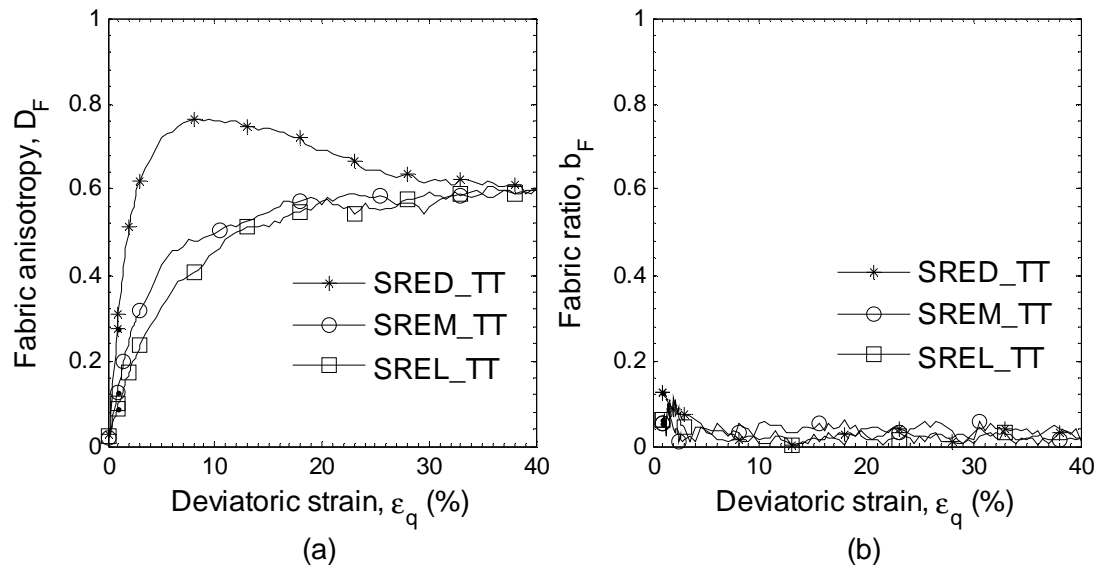 Fabric anisotropy, D_F
1
0.8
0.6
0.4
0.2
0
0 10 20 30 40
SRED_TT
SREM_TT
SREL_TT
Deviatoric strain, ε_q (%)
(a)
Fabric ratio, b_F
1
0.8
0.6
0.4
0.2
0
0 10 20 30 40
SRED_TT
SREM_TT
SREL_TT
Deviatoric strain, ε_q (%)
(b)